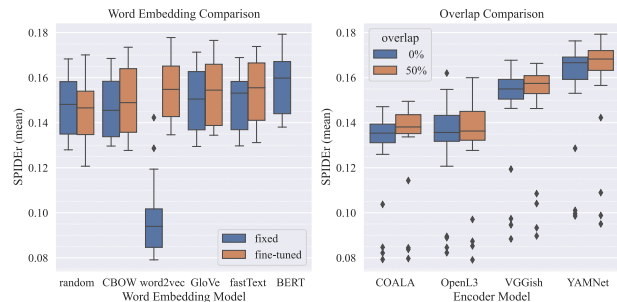 Word Embedding Comparison
SPIDEr (mean)
0.18
0.16
0.14
0.12
0.10
0.08
fixed
fine-tuned
random CBOW word2vec GloVe fastText BERT
Word Embedding Model
Overlap Comparison
SPIDEr (mean)
0.18
0.16
0.14
0.12
0.10
0.08
overlap
0%
50%
COALA OpenL3 VGGish YAMNet
Encoder Model